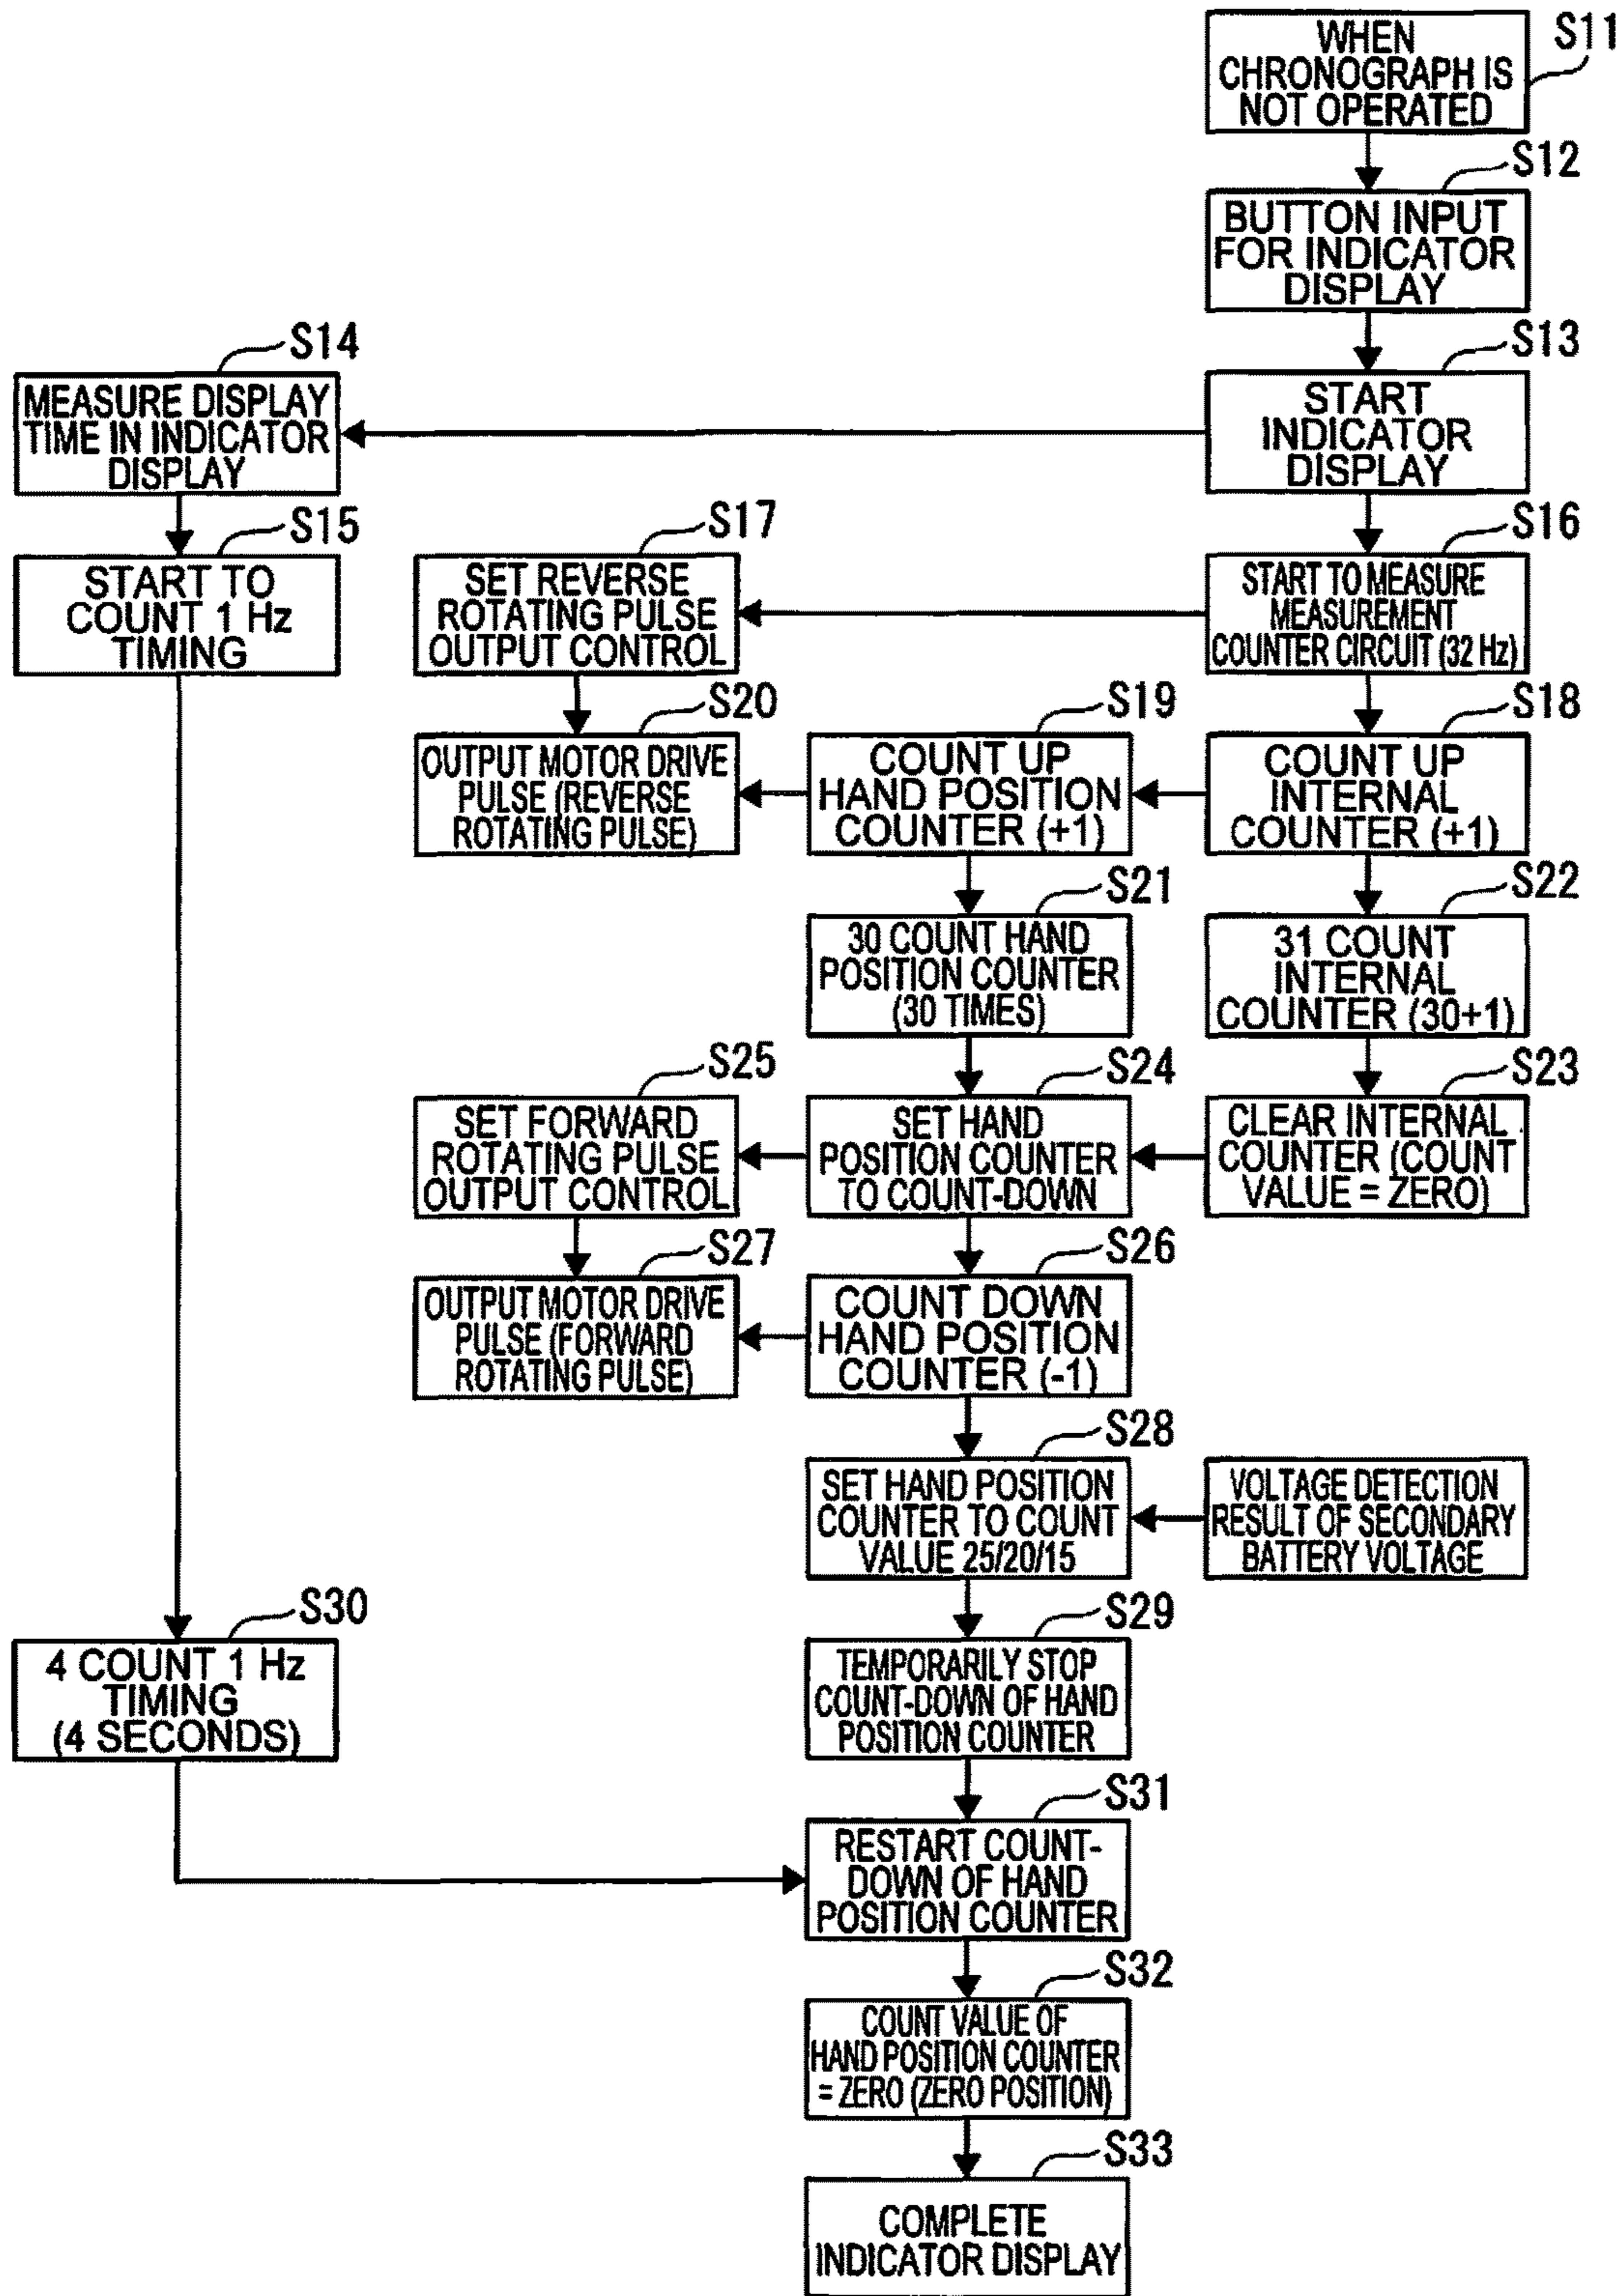 WHEN
CHRONOGRAPH IS
NOT OPERATED
S11
BUTTON INPUT
FOR INDICATOR
DISPLAY
S12
START
INDICATOR
DISPLAY
S13
MEASURE DISPLAY
TIME IN INDICATOR
DISPLAY
S14
START TO
COUNT 1 Hz
TIMING
S15
START TO MEASURE
MEASUREMENT
COUNTER CIRCUIT (32 Hz)
S16
SET REVERSE
ROTATING PULSE
OUTPUT CONTROL
S17
COUNT UP
INTERNAL
COUNTER (+1)
S18
COUNT UP
HAND POSITION
COUNTER (+1)
S19
OUTPUT MOTOR DRIVE
PULSE (REVERSE
ROTATING PULSE)
S20
30 COUNT HAND
POSITION COUNTER
(30 TIMES)
S21
31 COUNT
INTERNAL
COUNTER (30+1)
S22
CLEAR INTERNAL
COUNTER (COUNT
VALUE = ZERO)
S23
SET HAND
POSITION COUNTER
TO COUNT-DOWN
S24
SET FORWARD
ROTATING PULSE
OUTPUT CONTROL
S25
COUNT DOWN
HAND POSITION
COUNTER (-1)
S26
OUTPUT MOTOR DRIVE
PULSE (FORWARD
ROTATING PULSE)
S27
SET HAND POSITION
COUNTER TO COUNT
VALUE 25/20/15
S28
VOLTAGE DETECTION
RESULT OF SECONDARY
BATTERY VOLTAGE
TEMPORARILY STOP
COUNT-DOWN OF HAND
POSITION COUNTER
S29
4 COUNT 1 Hz
TIMING
(4 SECONDS)
S30
RESTART COUNT-
DOWN OF HAND
POSITION COUNTER
S31
COUNT VALUE OF
HAND POSITION COUNTER
= ZERO (ZERO POSITION)
S32
COMPLETE
INDICATOR DISPLAY
S33